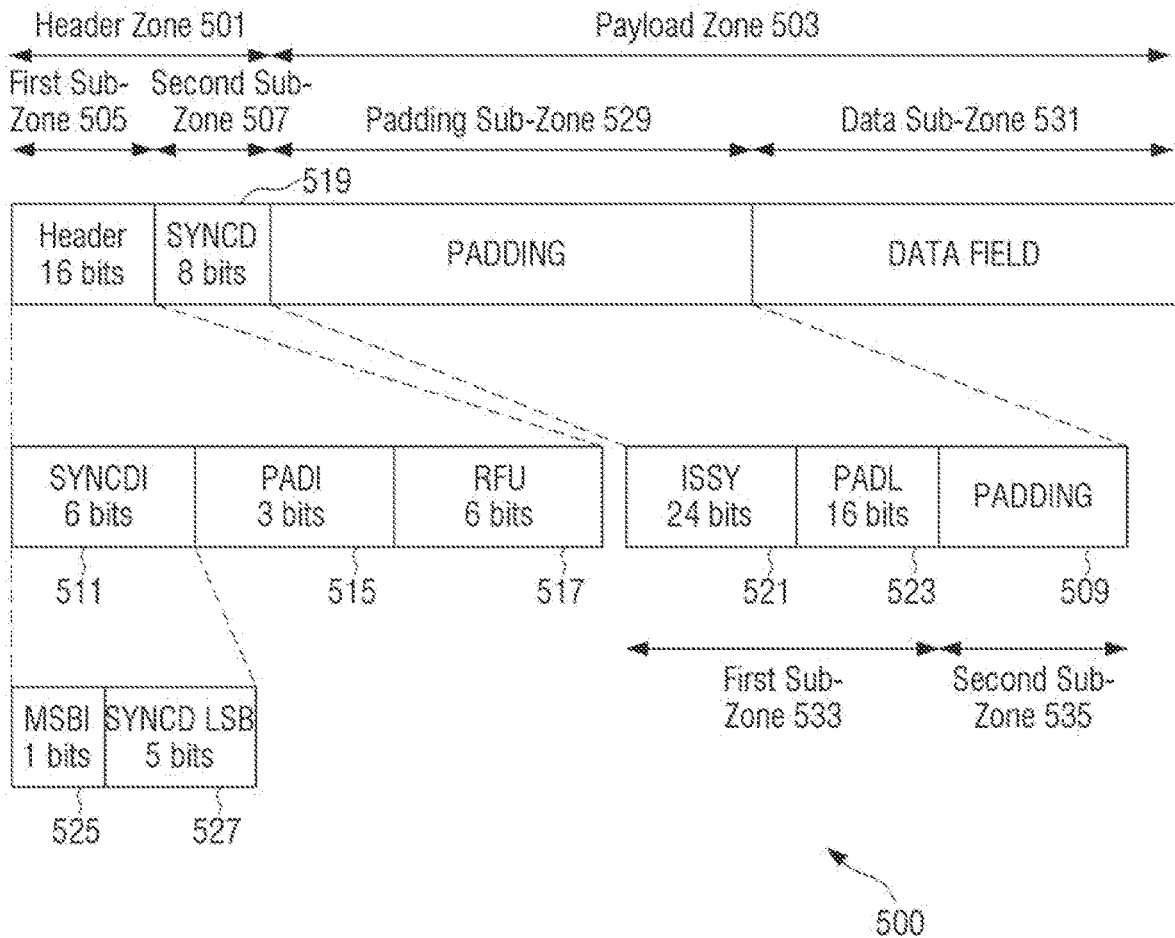 Header Zone 501
Payload Zone 503
First Sub-
Zone 505
Second Sub-
Zone 507
Padding Sub-Zone 529
Data Sub-Zone 531
519
Header
16 bits
SYNCD
8 bits
PADDING
DATA FIELD
SYNCDI
6 bits
PADI
3 bits
RFU
6 bits
ISSY
24 bits
PADL
16 bits
PADDING
511
515
517
521
523
509
First Sub-
Zone 533
Second Sub-
Zone 535
MSBI
1 bits
SYNCD LSB
5 bits
525
527
500